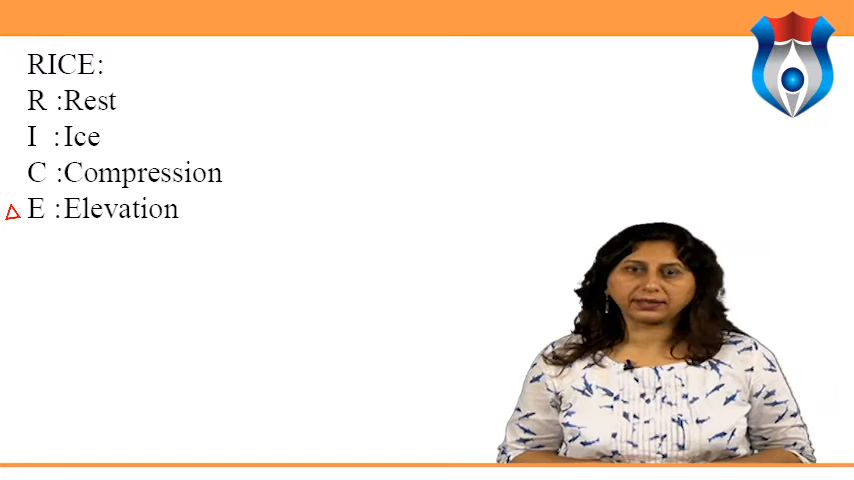 RICE:
R :Rest
I :Ice
C :Compression
E :Elevation